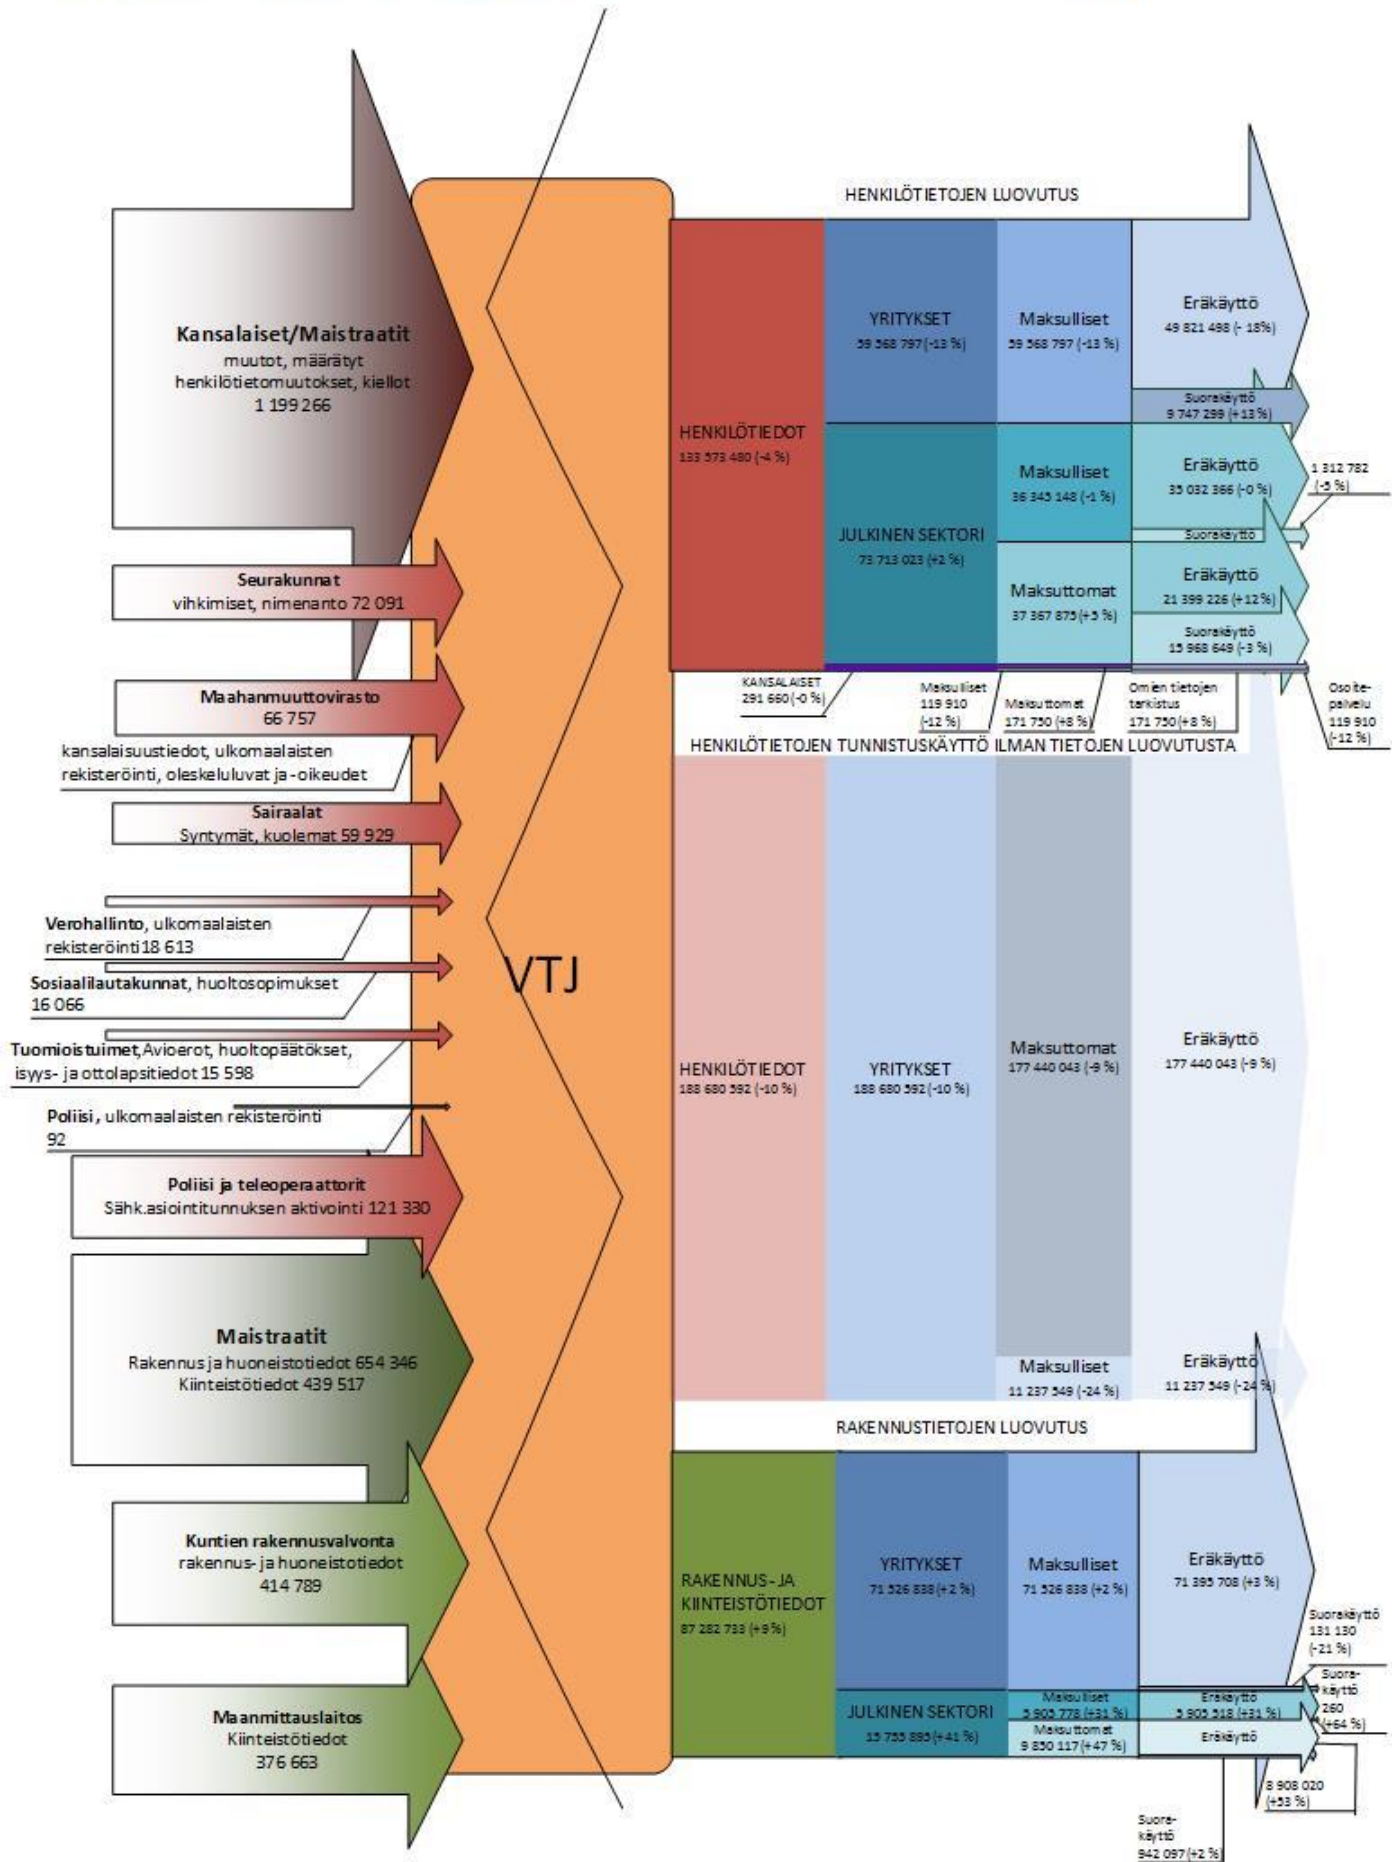 Kansalaiset/Maistraatit
muutot, määrätyt
henkilötietomuutokset, kiellot
1 199 266
Seurakunnat
vihkimiset, nimenanto 72 091
Maahanmuuttovirasto
66 757
kansalaisuustiedot, ulkomaalaisten
rekisteröinti, oleskeluluvat ja -oikeudet
Sairaalat
Syntymät, kuolemat 59 929
Verohallinto, ulkomaalaisten
rekisteröinti 18 613
Sosiaalilautakunnat, huoltosopimukset
16 066
Tuomioistuimet, Avioerot, huoltopäätökset,
isyys- ja ottolapsitiedot 15 598
Poliisi, ulkomaalaisten rekisteröinti
92
Poliisi ja teleoperaattorit
Sähk.asiointitunnuksen aktivointi 121 330
Maistraatit
Rakennus ja huoneistotiedot 654 346
Kiinteistötiedot 439 517
Kuntien rakennusvalvonta
rakennus- ja huoneistotiedot
414 789
Maanmittauslaitos
Kiinteistötiedot
376 663
VTJ
HENKILÖTIETOJEN LUOVUTUS
HENKILÖTIEDOT
133 573 480 (-4 %)
YRITYKSET
59 568 797 (-13 %)
Maksulliset
59 568 797 (-13 %)
Eräkäyttö
49 821 498 (- 18%)
Suorakäyttö
9 747 299 (+13 %)
JULKINEN SEKTORI
73 713 023 (+2 %)
Maksulliset
36 345 148 (-1 %)
Eräkäyttö
35 032 366 (-0 %)
1 312 782
(-5 %)
Suorakäyttö
Maksuttomat
37 367 875 (+5 %)
Eräkäyttö
21 399 226 (+12 %)
Suorakäyttö
15 968 649 (-3 %)
KANSALAISET
291 660 (-0 %)
Maksulliset
119 910
(-12 %)
Maksuttomat
171 750 (+8 %)
Omien tietojen
tarkistus
171 750 (+8 %)
Osoite-
palvelu
119 910
(-12 %)
HENKILÖTIETOJEN TUNNISTUSKÄYTTÖ ILMAN TIETOJEN LUOVUTUSTA
HENKILÖTIEDOT
188 680 592 (-10 %)
YRITYKSET
188 680 592 (-10 %)
Maksuttomat
177 440 043 (-9 %)
Eräkäyttö
177 440 043 (-9 %)
Maksulliset
11 237 549 (-24 %)
Eräkäyttö
11 237 549 (-24 %)
RAKENNUSTIETOJEN LUOVUTUS
RAKENNUS- JA
KIINTEISTÖTIEDOT
87 282 733 (+9 %)
YRITYKSET
71 526 838 (+2 %)
Maksulliset
71 526 838 (+2 %)
Eräkäyttö
71 395 708 (+3 %)
Suorakäyttö
131 130
(-21 %)
JULKINEN SEKTORI
15 755 895 (+41 %)
Maksulliset
5 905 778 (+31 %)
Eräkäyttö
5 905 518 (+31 %)
Suora-
käyttö
260
(+64 %)
Maksuttomat
9 850 117 (+47 %)
Eräkäyttö
8 908 020
(+53 %)
Suora-
käyttö
942 097 (+2 %)